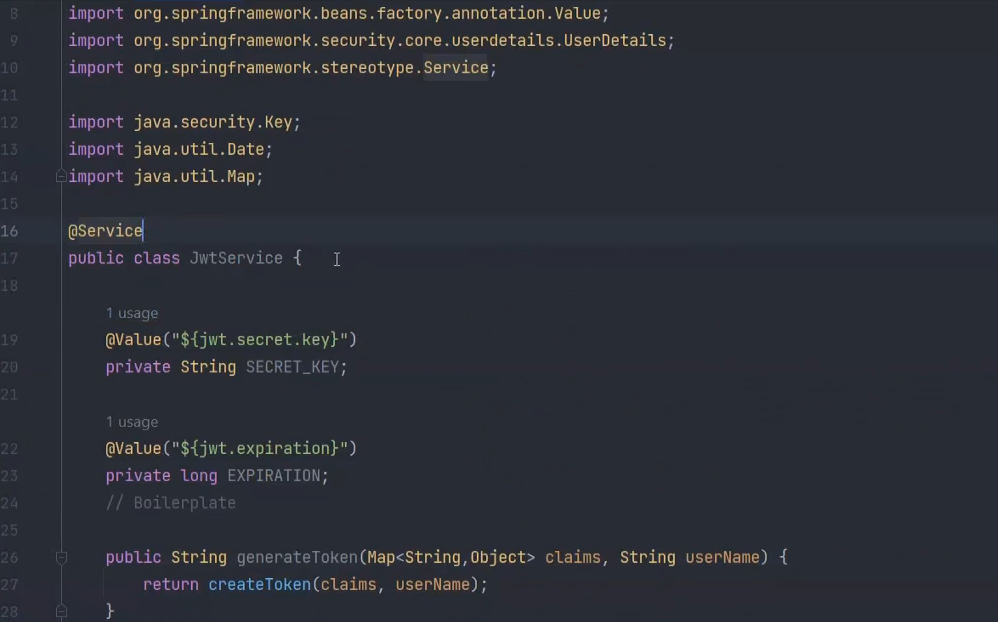 8 import org.springframework.beans.factory.annotation.Value;
9 import org.springframework.security.core.userdetails.UserDetails;
10 import org.springframework.stereotype.Service;
11
12 import java.security.Key;
13 import java.util.Date;
14 import java.util.Map;
15
16 @Service
17 public class JwtService {
18
1 usage
19 @Value("${jwt.secret.key}")
20 private String SECRET_KEY;
21
1 usage
22 @Value("${jwt.expiration}")
23 private long EXPIRATION;
24 // Boilerplate
25
26 public String generateToken(Map<String,Object> claims, String userName) {
27 return createToken(claims, userName);
28 }